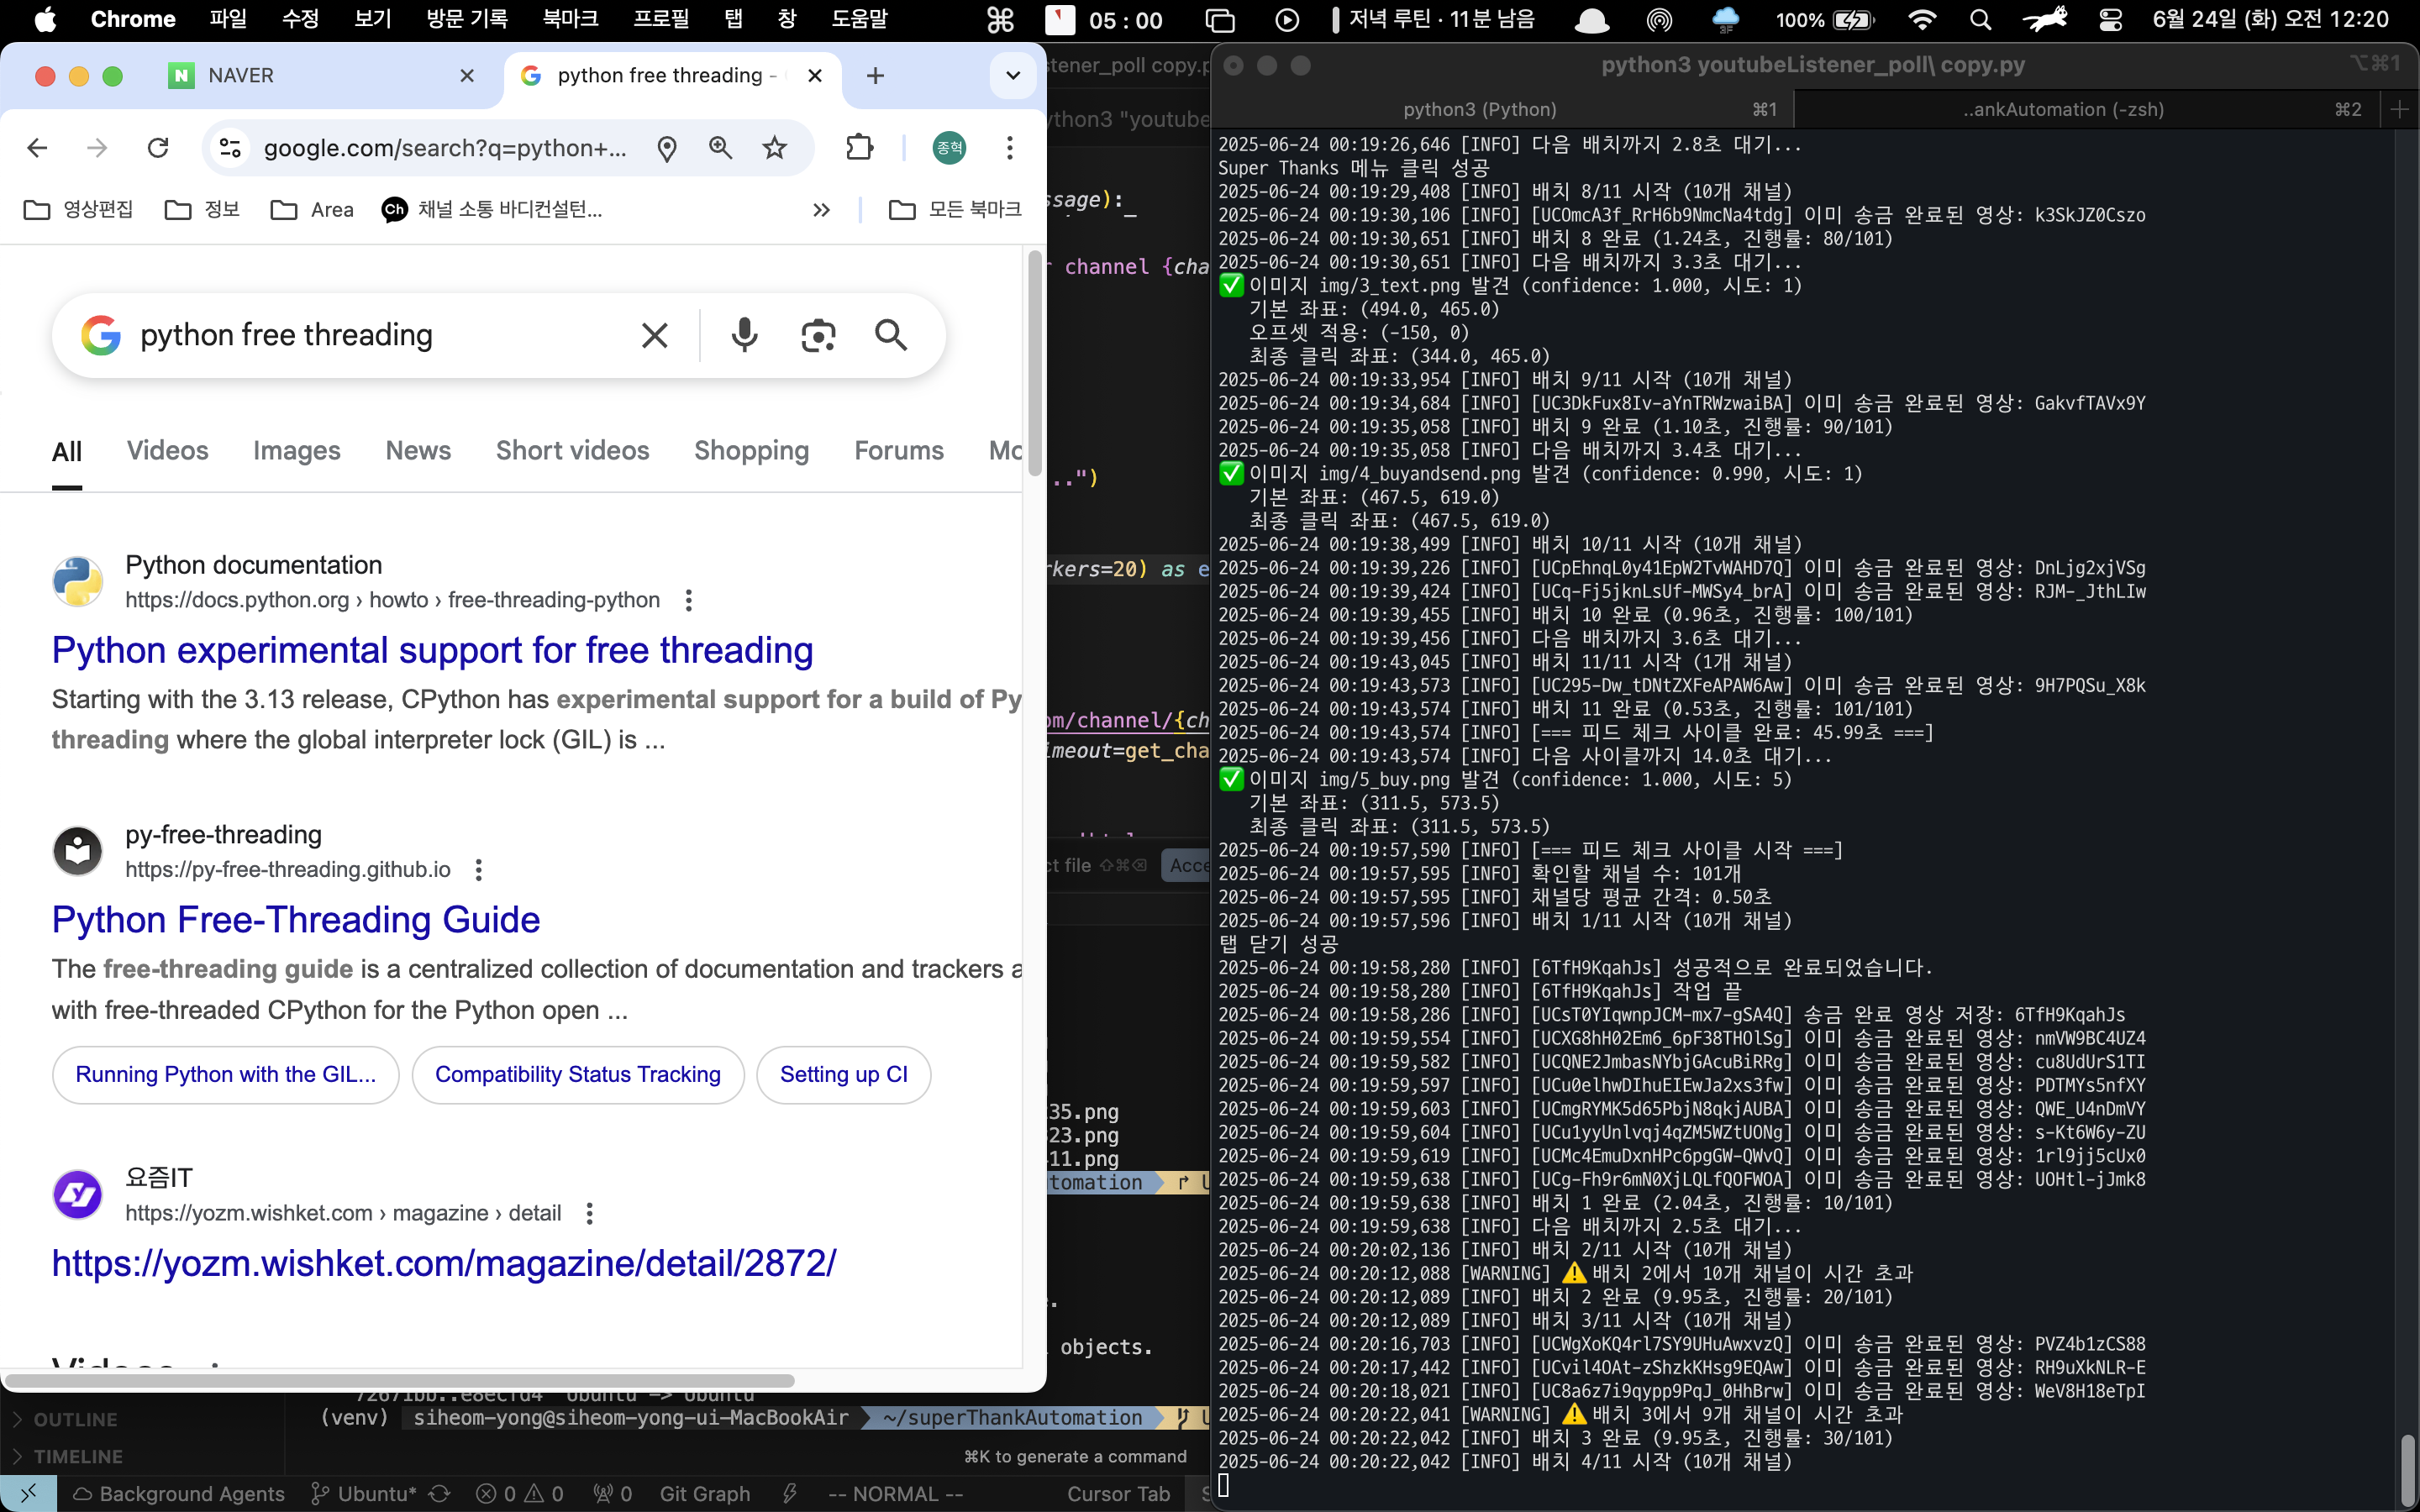 Chrome 파일 수정 보기 방문 기록 북마크 프로필 탭 창 도움말 05 : 00 저녁 루틴 · 11분 남음 3F 100% 6월 24일 (화) 오전 12:20
NAVER
python free threading -
google.com/search?q=python+...
종혁
영상편집 정보 Area 채널 소통 바디컨설턴... 모든 북마크
python free threading
All Videos Images News Short videos Shopping Forums Mo
Python documentation
https://docs.python.org › howto › free-threading-python
Python experimental support for free threading
Starting with the 3.13 release, CPython has experimental support for a build of Py
threading where the global interpreter lock (GIL) is ...
py-free-threading
https://py-free-threading.github.io
Python Free-Threading Guide
The free-threading guide is a centralized collection of documentation and trackers a
with free-threaded CPython for the Python open ...
Running Python with the GIL... Compatibility Status Tracking Setting up CI
요즘IT
https://yozm.wishket.com › magazine › detail
https://yozm.wishket.com/magazine/detail/2872/
stener_poll copy.p
ython3 "youtube
ssage):
r channel {cha
..")
rkers=20) as e
om/channel/{ch
imeout=get_cha
ct file Acce
35.png
23.png
11.png
tomation
objects.
(venv) siheom-yong@siheom-yong-ui-MacBookAir ~/superThankAutomation
OUTLINE
TIMELINE
⌘K to generate a command
Background Agents Ubuntu* 0 0 0 Git Graph -- NORMAL -- Cursor Tab
python3 youtubeListener_poll\ copy.py ⌥⌘1
python3 (Python) ⌘1 ..ankAutomation (-zsh) ⌘2
2025-06-24 00:19:26,646 [INFO] 다음 배치까지 2.8초 대기...
Super Thanks 메뉴 클릭 성공
2025-06-24 00:19:29,408 [INFO] 배치 8/11 시작 (10개 채널)
2025-06-24 00:19:30,106 [INFO] [UCOmcA3f_RrH6b9NmcNa4tdg] 이미 송금 완료된 영상: k3SkJZ0Cszo
2025-06-24 00:19:30,651 [INFO] 배치 8 완료 (1.24초, 진행률: 80/101)
2025-06-24 00:19:30,651 [INFO] 다음 배치까지 3.3초 대기...
✅ 이미지 img/3_text.png 발견 (confidence: 1.000, 시도: 1)
기본 좌표: (494.0, 465.0)
오프셋 적용: (-150, 0)
최종 클릭 좌표: (344.0, 465.0)
2025-06-24 00:19:33,954 [INFO] 배치 9/11 시작 (10개 채널)
2025-06-24 00:19:34,684 [INFO] [UC3DkFux8Iv-aYnTRWzwaiBA] 이미 송금 완료된 영상: GakvfTAVx9Y
2025-06-24 00:19:35,058 [INFO] 배치 9 완료 (1.10초, 진행률: 90/101)
2025-06-24 00:19:35,058 [INFO] 다음 배치까지 3.4초 대기...
✅ 이미지 img/4_buyandsend.png 발견 (confidence: 0.990, 시도: 1)
기본 좌표: (467.5, 619.0)
최종 클릭 좌표: (467.5, 619.0)
2025-06-24 00:19:38,499 [INFO] 배치 10/11 시작 (10개 채널)
2025-06-24 00:19:39,226 [INFO] [UCpEhnqL0y41EpW2TvWAHD7Q] 이미 송금 완료된 영상: DnLjg2xjVSg
2025-06-24 00:19:39,424 [INFO] [UCq-Fj5jknLsUf-MWSy4_brA] 이미 송금 완료된 영상: RJM-_JthLIw
2025-06-24 00:19:39,455 [INFO] 배치 10 완료 (0.96초, 진행률: 100/101)
2025-06-24 00:19:39,456 [INFO] 다음 배치까지 3.6초 대기...
2025-06-24 00:19:43,045 [INFO] 배치 11/11 시작 (1개 채널)
2025-06-24 00:19:43,573 [INFO] [UC295-Dw_tDNtZXFeAPAW6Aw] 이미 송금 완료된 영상: 9H7PQSu_X8k
2025-06-24 00:19:43,574 [INFO] 배치 11 완료 (0.53초, 진행률: 101/101)
2025-06-24 00:19:43,574 [INFO] [=== 피드 체크 사이클 완료: 45.99초 ===]
2025-06-24 00:19:43,574 [INFO] 다음 사이클까지 14.0초 대기...
✅ 이미지 img/5_buy.png 발견 (confidence: 1.000, 시도: 5)
기본 좌표: (311.5, 573.5)
최종 클릭 좌표: (311.5, 573.5)
2025-06-24 00:19:57,590 [INFO] [=== 피드 체크 사이클 시작 ===]
2025-06-24 00:19:57,595 [INFO] 확인할 채널 수: 101개
2025-06-24 00:19:57,595 [INFO] 채널당 평균 간격: 0.50초
2025-06-24 00:19:57,596 [INFO] 배치 1/11 시작 (10개 채널)
탭 닫기 성공
2025-06-24 00:19:58,280 [INFO] [6TfH9KqahJs] 성공적으로 완료되었습니다.
2025-06-24 00:19:58,280 [INFO] [6TfH9KqahJs] 작업 끝
2025-06-24 00:19:58,286 [INFO] [UCsT0YIqwnpJCM-mx7-gSA4Q] 송금 완료 영상 저장: 6TfH9KqahJs
2025-06-24 00:19:59,554 [INFO] [UCXG8hH02Em6_6pF38THOlSg] 이미 송금 완료된 영상: nmVW9BC4UZ4
2025-06-24 00:19:59,582 [INFO] [UCQNE2JmbasNYbjGAcuBiRRg] 이미 송금 완료된 영상: cu8UdUrS1TI
2025-06-24 00:19:59,597 [INFO] [UCu0elhwDIhuEIEwJa2xs3fw] 이미 송금 완료된 영상: PDTMYs5nfXY
2025-06-24 00:19:59,603 [INFO] [UCmgRYMK5d65PbjN8qkjAUBA] 이미 송금 완료된 영상: QWE_U4nDmVY
2025-06-24 00:19:59,604 [INFO] [UCu1yyUnlvqj4qZM5WZtUONg] 이미 송금 완료된 영상: s-Kt6W6y-ZU
2025-06-24 00:19:59,619 [INFO] [UCMc4EmuDxnHPc6pgGW-QWvQ] 이미 송금 완료된 영상: 1rl9jj5cUx0
2025-06-24 00:19:59,638 [INFO] [UCg-Fh9r6mN0XjLQLfQOFWOA] 이미 송금 완료된 영상: UOHtl-jJmk8
2025-06-24 00:19:59,638 [INFO] 배치 1 완료 (2.04초, 진행률: 10/101)
2025-06-24 00:19:59,638 [INFO] 다음 배치까지 2.5초 대기...
2025-06-24 00:20:02,136 [INFO] 배치 2/11 시작 (10개 채널)
2025-06-24 00:20:12,088 [WARNING] ⚠️ 배치 2에서 10개 채널이 시간 초과
2025-06-24 00:20:12,089 [INFO] 배치 2 완료 (9.95초, 진행률: 20/101)
2025-06-24 00:20:12,089 [INFO] 배치 3/11 시작 (10개 채널)
2025-06-24 00:20:16,703 [INFO] [UCWgXoKQ4rl7SY9UHuAwxvzQ] 이미 송금 완료된 영상: PVZ4b1zCS88
2025-06-24 00:20:17,442 [INFO] [UCvil4OAt-zShzkKHsg9EQAw] 이미 송금 완료된 영상: RH9uXkNLR-E
2025-06-24 00:20:18,021 [INFO] [UC8a6z7i9qypp9PqJ_0HhBrw] 이미 송금 완료된 영상: WeV8H18eTpI
2025-06-24 00:20:22,041 [WARNING] ⚠️ 배치 3에서 9개 채널이 시간 초과
2025-06-24 00:20:22,042 [INFO] 배치 3 완료 (9.95초, 진행률: 30/101)
2025-06-24 00:20:22,042 [INFO] 배치 4/11 시작 (10개 채널)